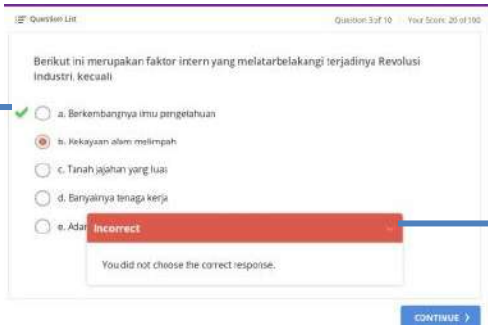 Question List
Question 3 of 10 Your Score: 20 of 100
Berikut ini merupakan faktor intern yang melatarbelakangi terjadinya Revolusi
Industri, kecuali
a. Berkembangnya ilmu pengetahuan
b. Kekayaan alam melimpah
c. Tanah jajahan yang luas
d. Banyaknya tenaga kerja
e. Adan
Incorrect
You did not choose the correct response.
CONTINUE